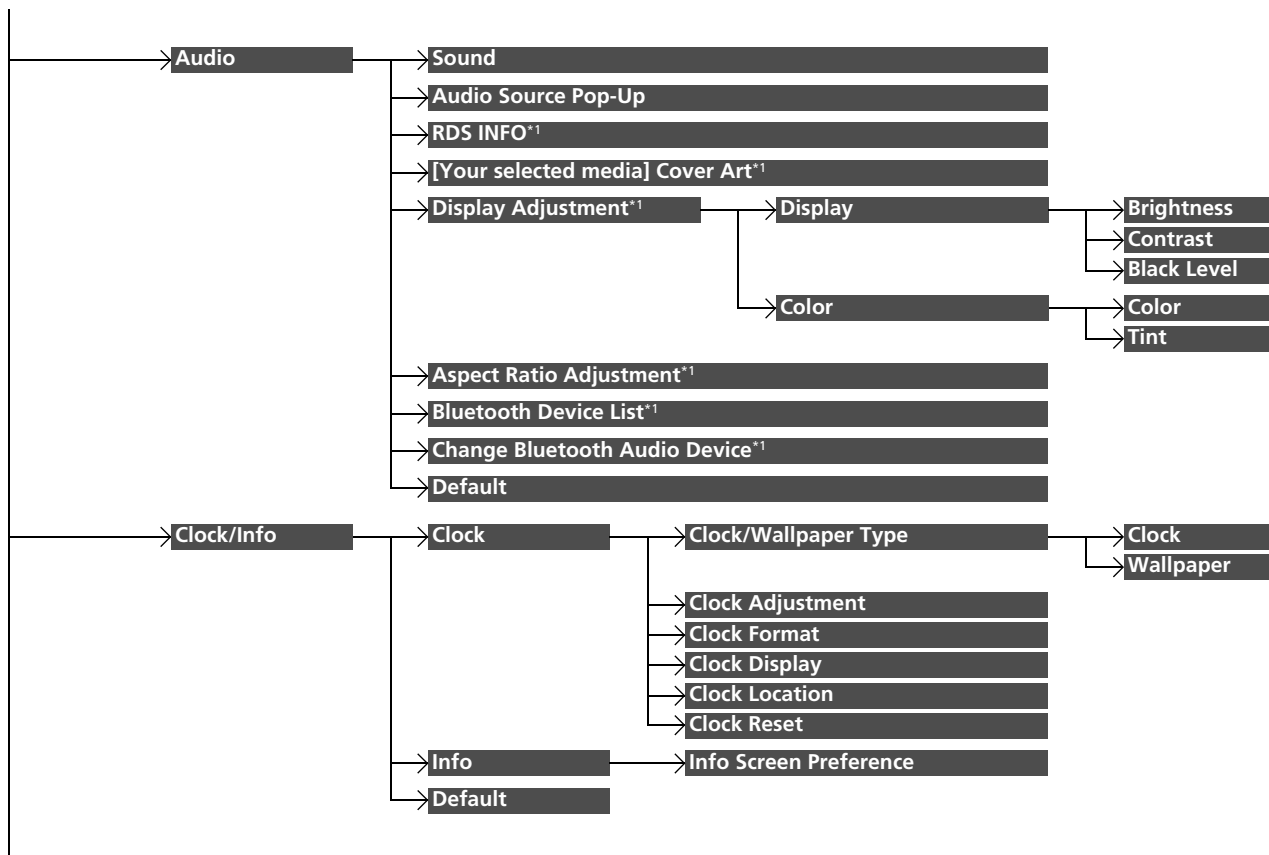 Audio
Sound
Audio Source Pop-Up
RDS INFO*1
[Your selected media] Cover Art*1
Display Adjustment*1
Display
Brightness
Contrast
Black Level
Color
Color
Tint
Aspect Ratio Adjustment*1
Bluetooth Device List*1
Change Bluetooth Audio Device*1
Default
Clock/Info
Clock
Clock/Wallpaper Type
Clock
Wallpaper
Clock Adjustment
Clock Format
Clock Display
Clock Location
Clock Reset
Info
Info Screen Preference
Default